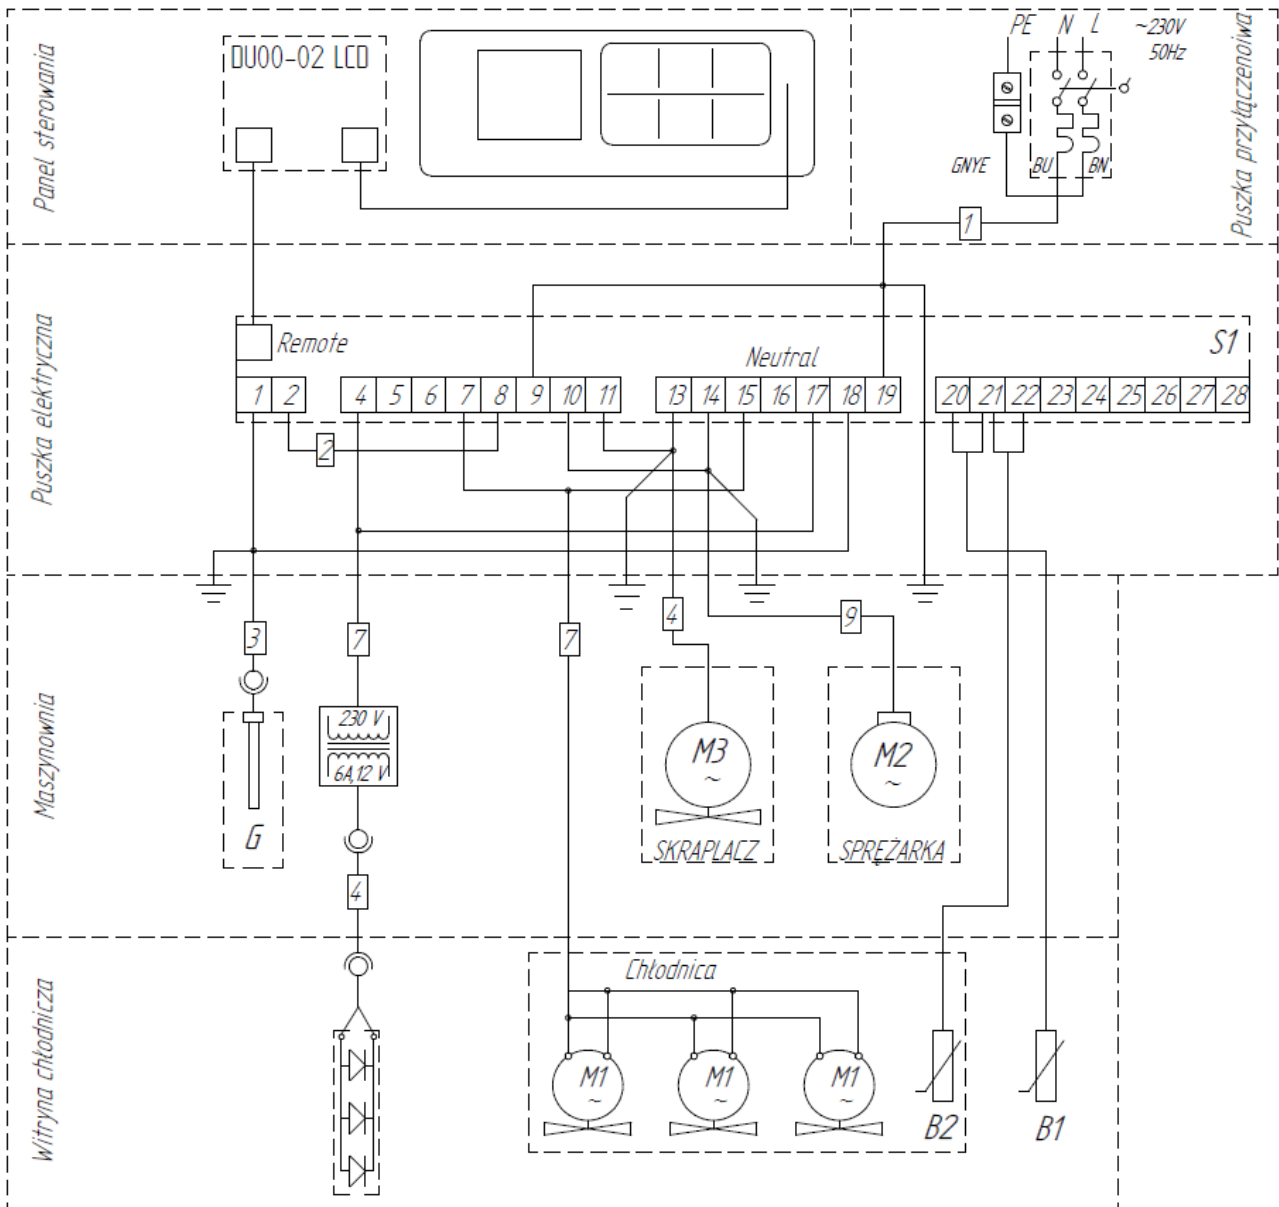 Panel sterowania
DU00-02 LCD
PE N L ~230V
50Hz
GNYE BU BN
Puszka przyłączenoiwa
1
Puszka elektryczna
Remote
Neutral
S1
1 2 4 5 6 7 8 9 10 11 13 14 15 16 17 18 19 20 21 22 23 24 25 26 27 28
2
Maszynownia
3
7
7
4
9
230 V
6A,12 V
M3
~
M2
~
G
SKRAPLACZ
SPRĘŻARKA
4
Witryna chłodnicza
Chłodnica
M1
~
M1
~
M1
~
B2
B1